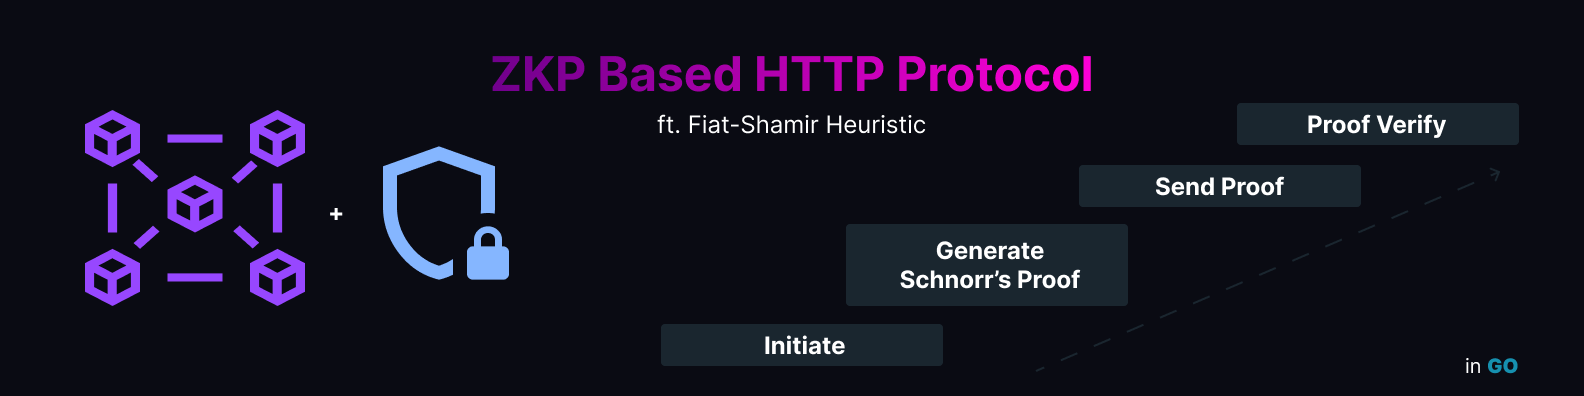 ZKP Based HTTP Protocol
ft. Fiat-Shamir Heuristic
Proof Verify
Send Proof
Generate
Schnorr’s Proof
Initiate
+
in GO